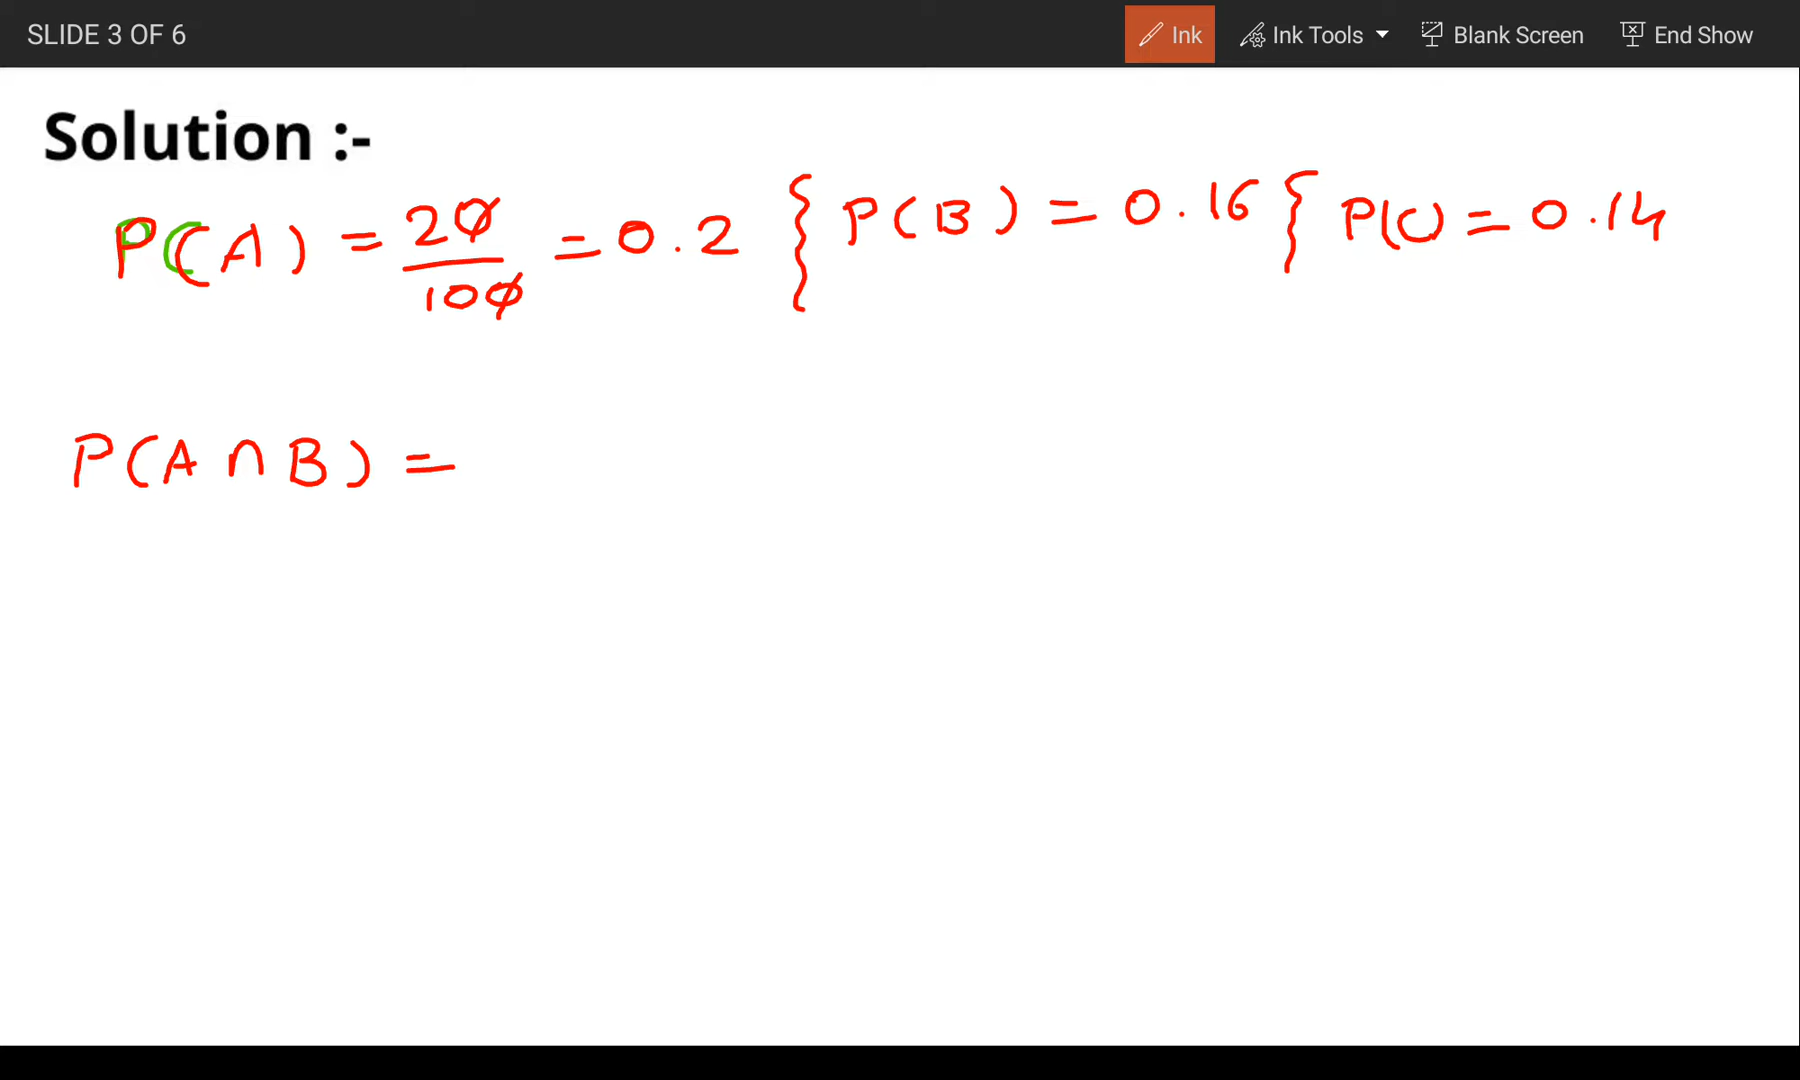 SLIDE 3 OF 6 Ink Ink Tools Blank Screen End Show
Solution :-
P(A) = 20/100 = 0.2 { P(B) = 0.16 { P(C) = 0.14
P(A ∩ B) =